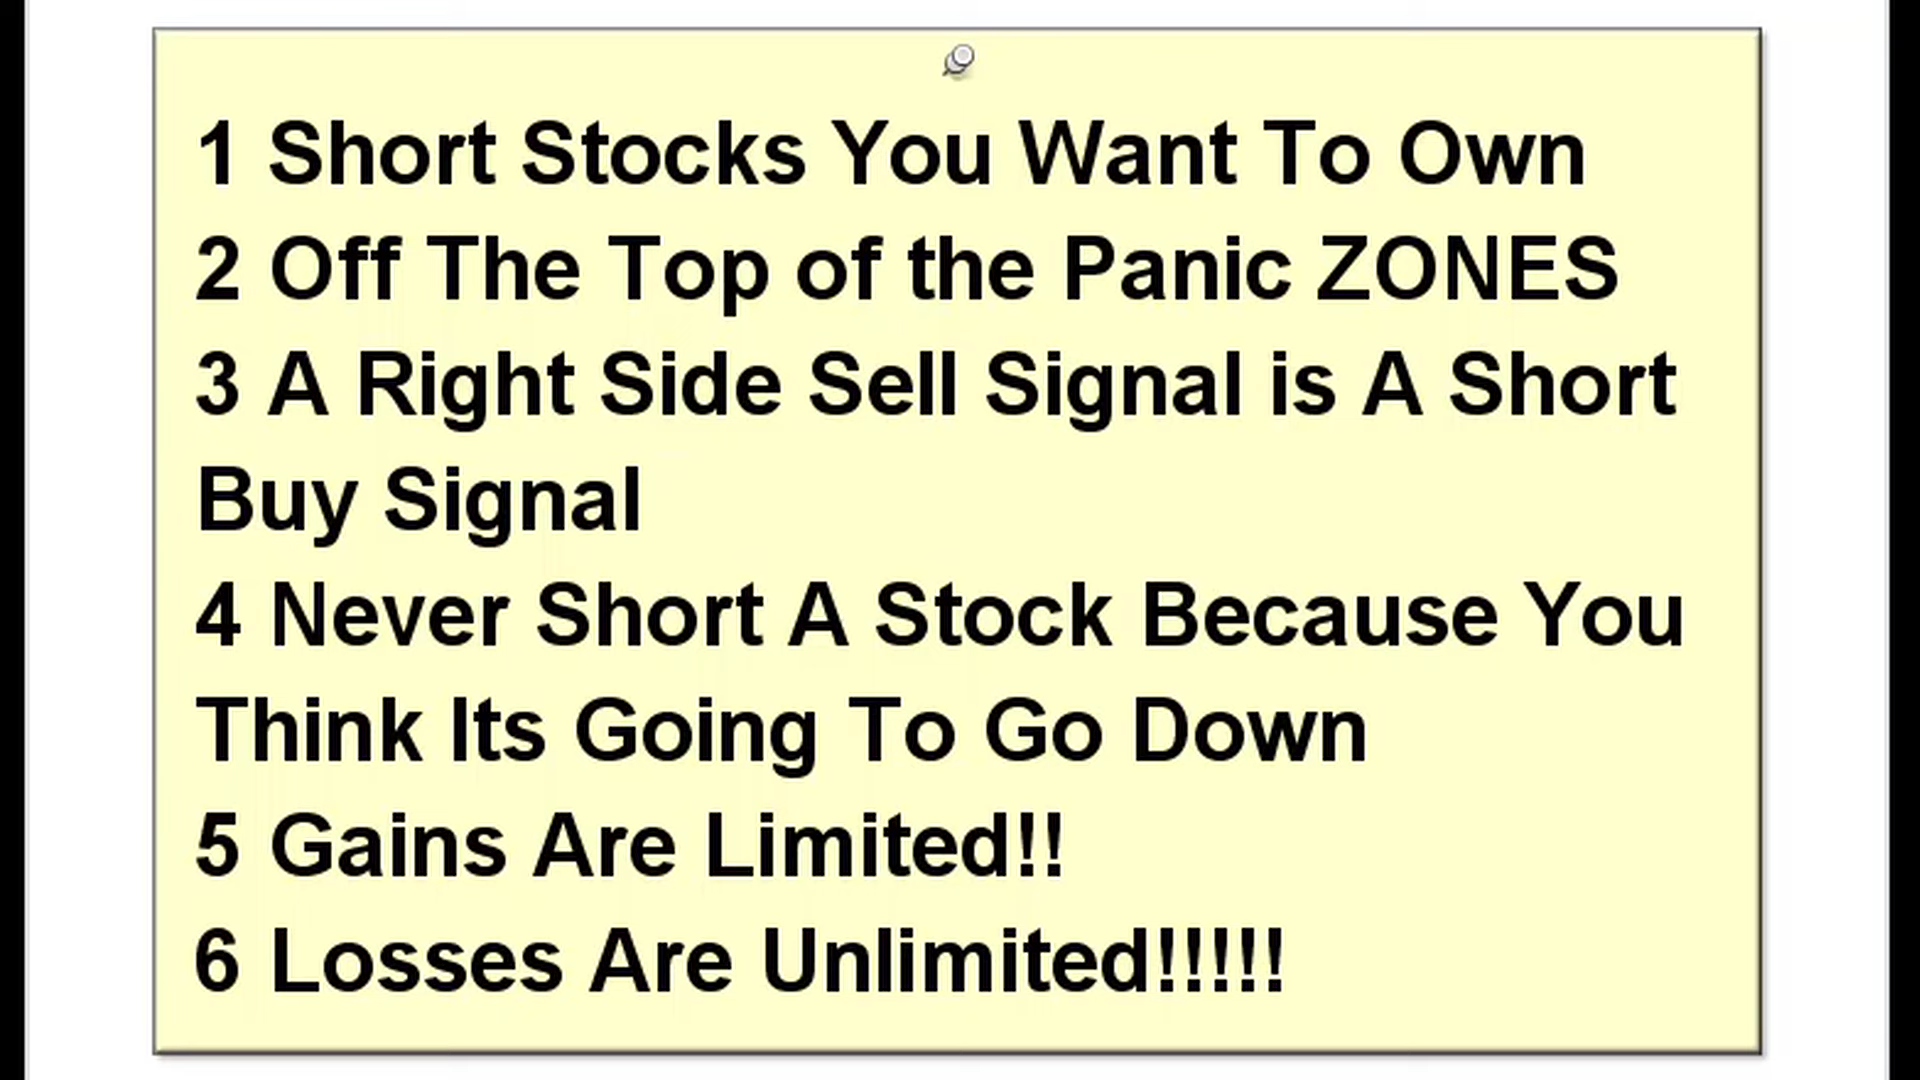 1 Short Stocks You Want To Own
2 Off The Top of the Panic ZONES
3 A Right Side Sell Signal is A Short
Buy Signal
4 Never Short A Stock Because You
Think Its Going To Go Down
5 Gains Are Limited!!
6 Losses Are Unlimited!!!!!